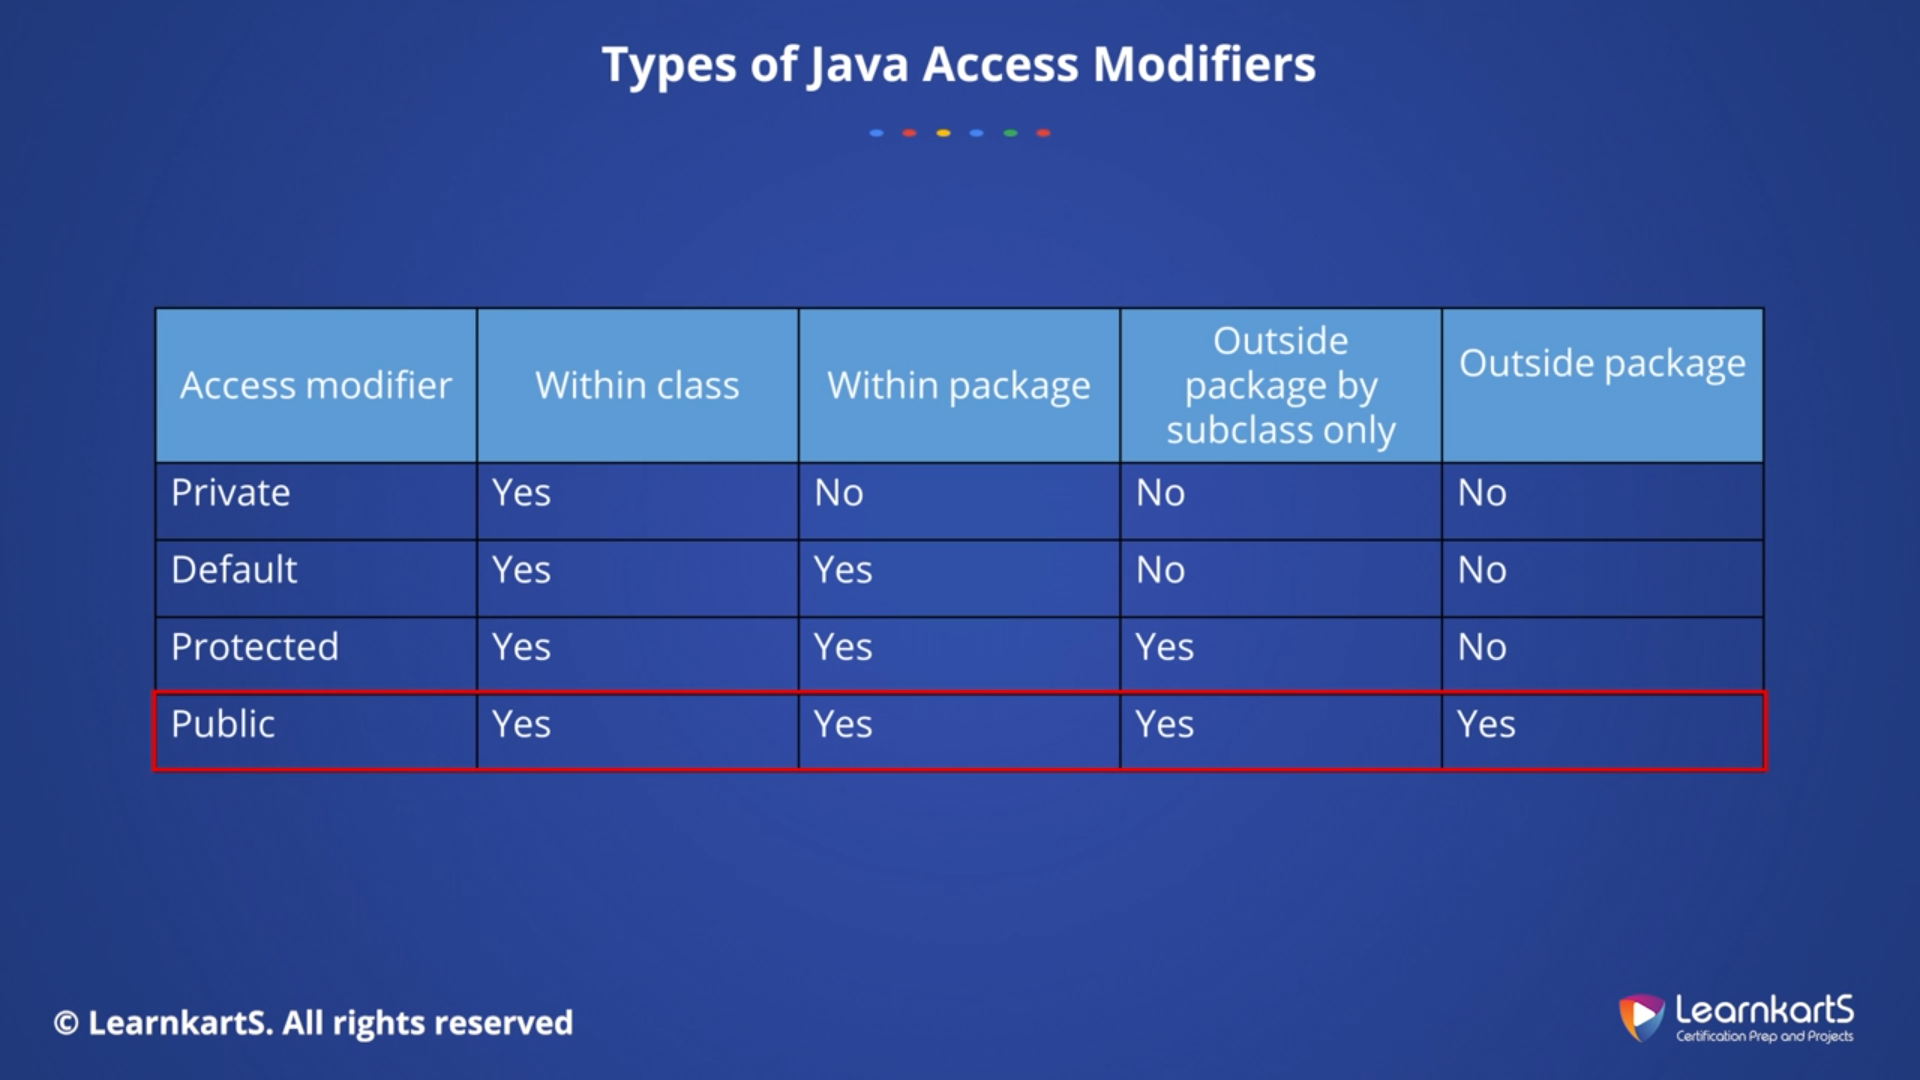 Types of Java Access Modifiers
Access modifier
Within class
Within package
Outside
package by
subclass only
Outside package
Private Yes No No No
Default Yes Yes No No
Protected Yes Yes Yes No
Public Yes Yes Yes Yes
© LearnkartS. All rights reserved
LearnkartS
Certification Prep and Projects